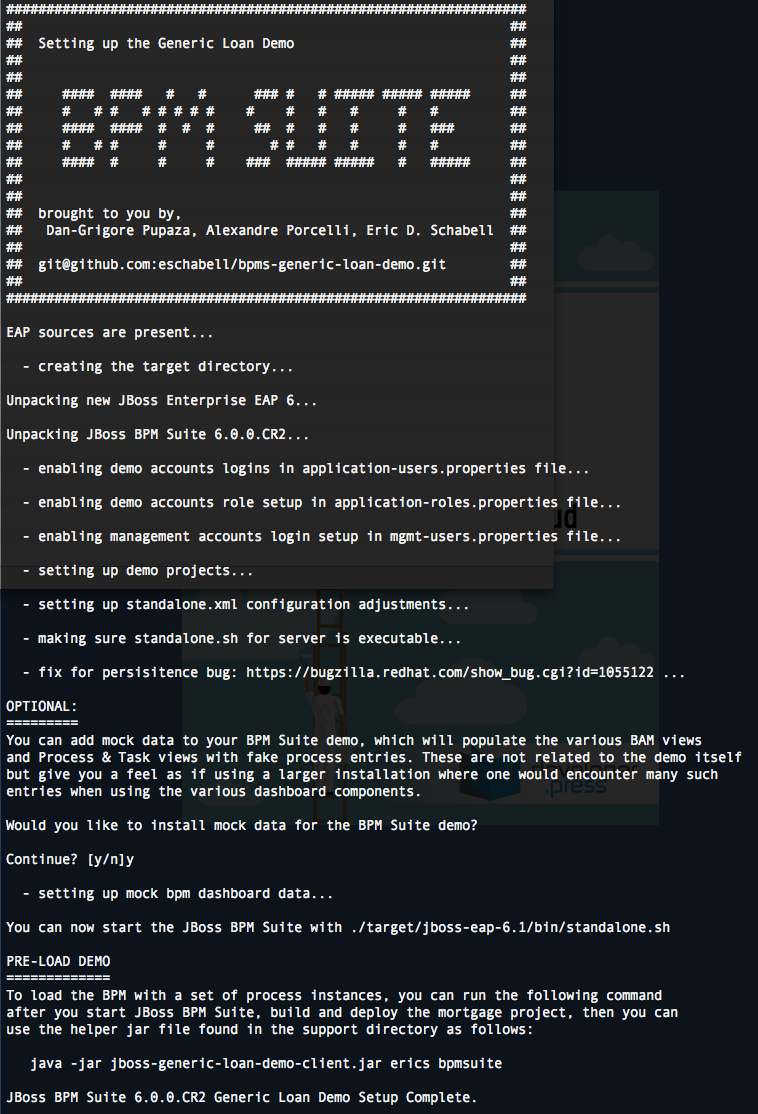 #################################################################
##                                                             ##
##  Setting up the Generic Loan Demo                           ##
##                                                             ##
##                                                             ##
##     ####  ####   #   #      ### #   # ##### ##### #####     ##
##     #   # #   # # # # #    #    #   #   #     #   #         ##
##     ####  ####  #  #  #     ##  #   #   #     #   ###       ##
##     #   # #     #     #       # #   #   #     #   #         ##
##     ####  #     #     #    ###  ##### #####   #   #####     ##
##                                                             ##
##                                                             ##
##  brought to you by,                                         ##
##   Dan-Grigore Pupaza, Alexandre Porcelli, Eric D. Schabell  ##
##                                                             ##
##  git@github.com:eschabell/bpms-generic-loan-demo.git        ##
##                                                             ##
#################################################################
EAP sources are present...
- creating the target directory...
Unpacking new JBoss Enterprise EAP 6...
Unpacking JBoss BPM Suite 6.0.0.CR2...
- enabling demo accounts logins in application-users.properties file...
- enabling demo accounts role setup in application-roles.properties file...
- enabling management accounts login setup in mgmt-users.properties file...
- setting up demo projects...
- setting up standalone.xml configuration adjustments...
- making sure standalone.sh for server is executable...
- fix for persisitence bug: https://bugzilla.redhat.com/show_bug.cgi?id=1055122 ...
OPTIONAL:
=========
You can add mock data to your BPM Suite demo, which will populate the various BAM views
and Process & Task views with fake process entries. These are not related to the demo itself
but give you a feel as if using a larger installation where one would encounter many such
entries when using the various dashboard components.
developer
.press
Would you like to install mock data for the BPM Suite demo?
Continue? [y/n]y
- setting up mock bpm dashboard data...
You can now start the JBoss BPM Suite with ./target/jboss-eap-6.1/bin/standalone.sh
PRE-LOAD DEMO
=============
To load the BPM with a set of process instances, you can run the following command
after you start JBoss BPM Suite, build and deploy the mortgage project, then you can
use the helper jar file found in the support directory as follows:
java -jar jboss-generic-loan-demo-client.jar erics bpmsuite
JBoss BPM Suite 6.0.0.CR2 Generic Loan Demo Setup Complete.